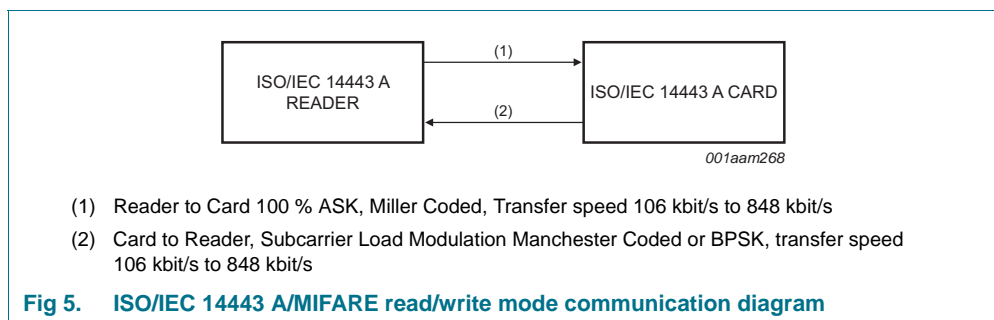 (1)
ISO/IEC 14443 A
READER
ISO/IEC 14443 A CARD
(2)
001aam268
(1) Reader to Card 100 % ASK, Miller Coded, Transfer speed 106 kbit/s to 848 kbit/s
(2) Card to Reader, Subcarrier Load Modulation Manchester Coded or BPSK, transfer speed
106 kbit/s to 848 kbit/s
Fig 5. ISO/IEC 14443 A/MIFARE read/write mode communication diagram